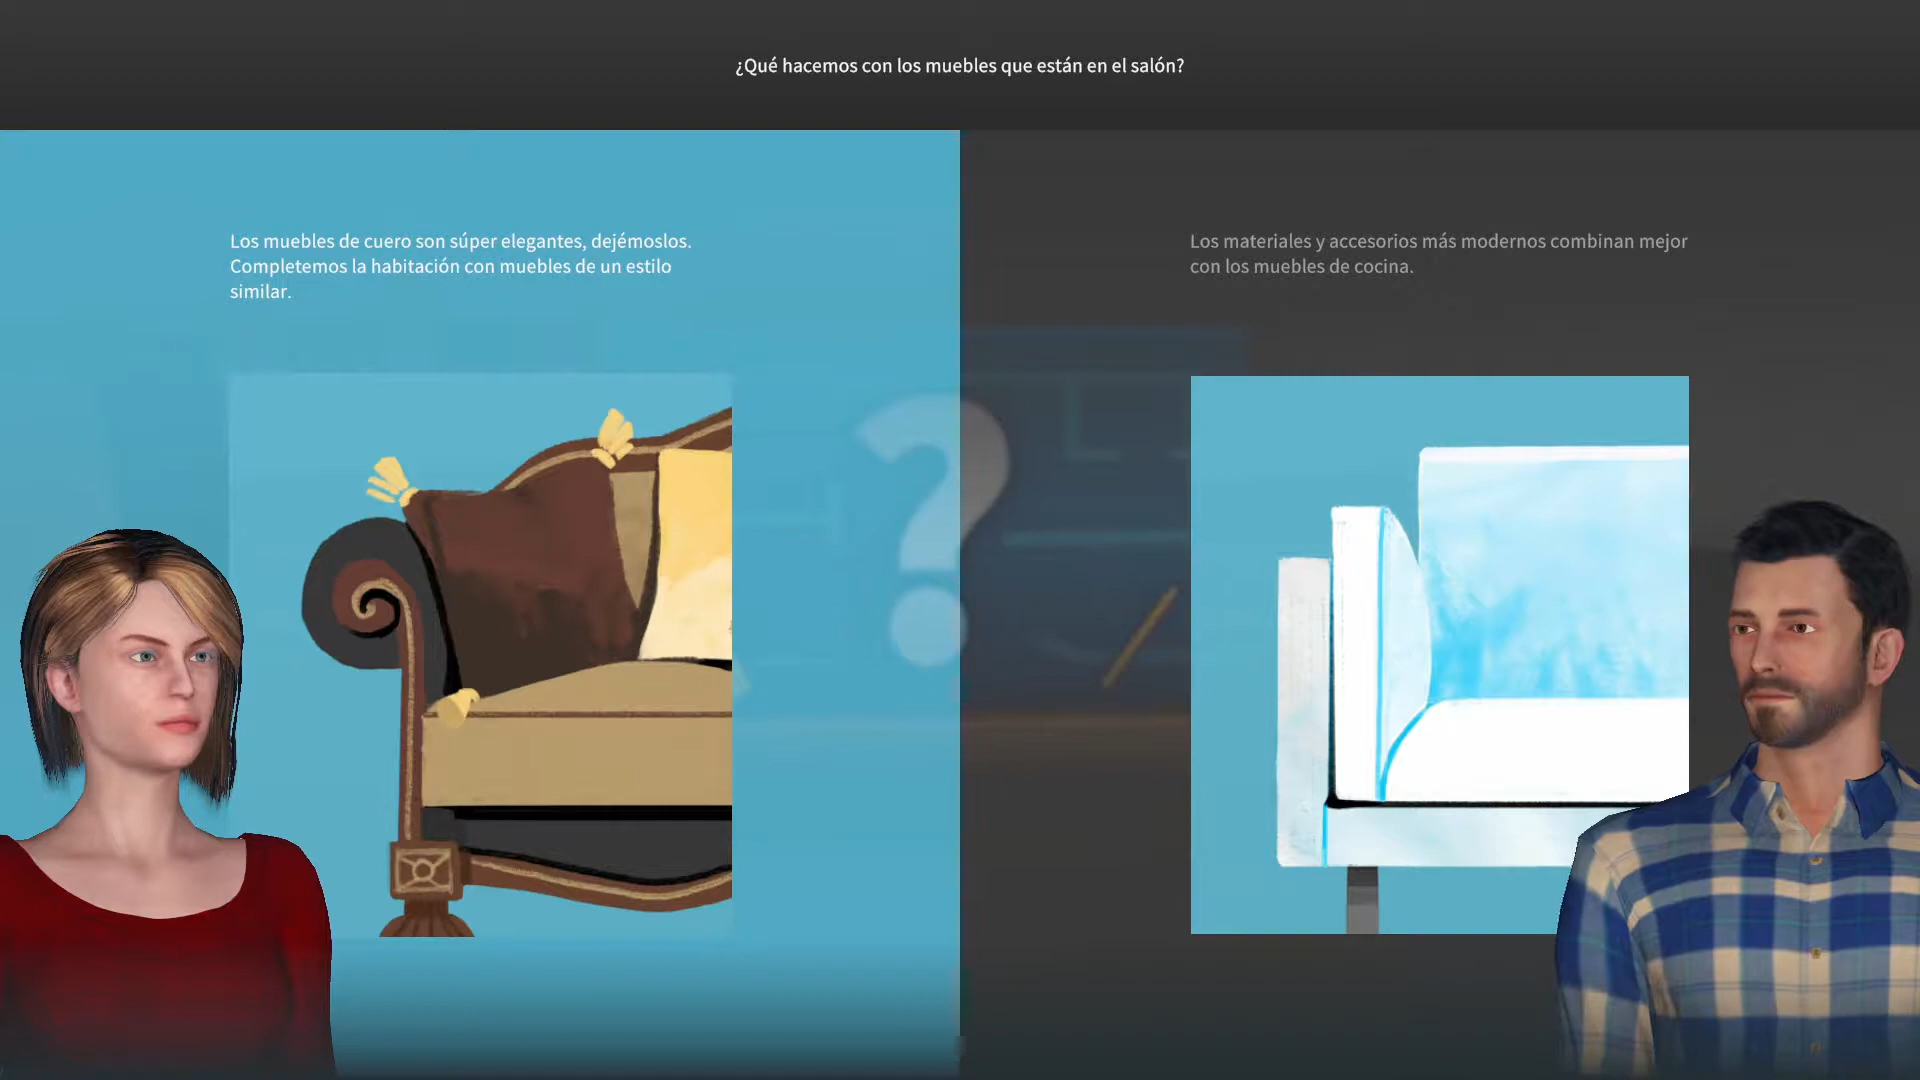 ¿Qué hacemos con los muebles que están en el salón?
Los muebles de cuero son súper elegantes, dejémoslos.
Completemos la habitación con muebles de un estilo
similar.
Los materiales y accesorios más modernos combinan mejor
con los muebles de cocina.
?